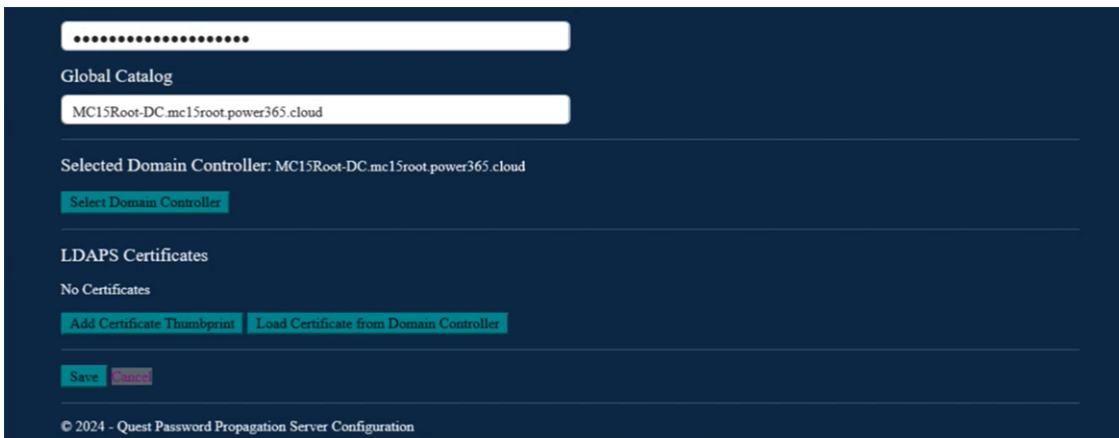 ••••••••••••••••••••
Global Catalog
MC15Root-DC.mc15root.power365.cloud
Selected Domain Controller: MC15Root-DC.mc15root.power365.cloud
Select Domain Controller
LDAPS Certificates
No Certificates
Add Certificate Thumbprint Load Certificate from Domain Controller
Save Cancel
© 2024 - Quest Password Propagation Server Configuration